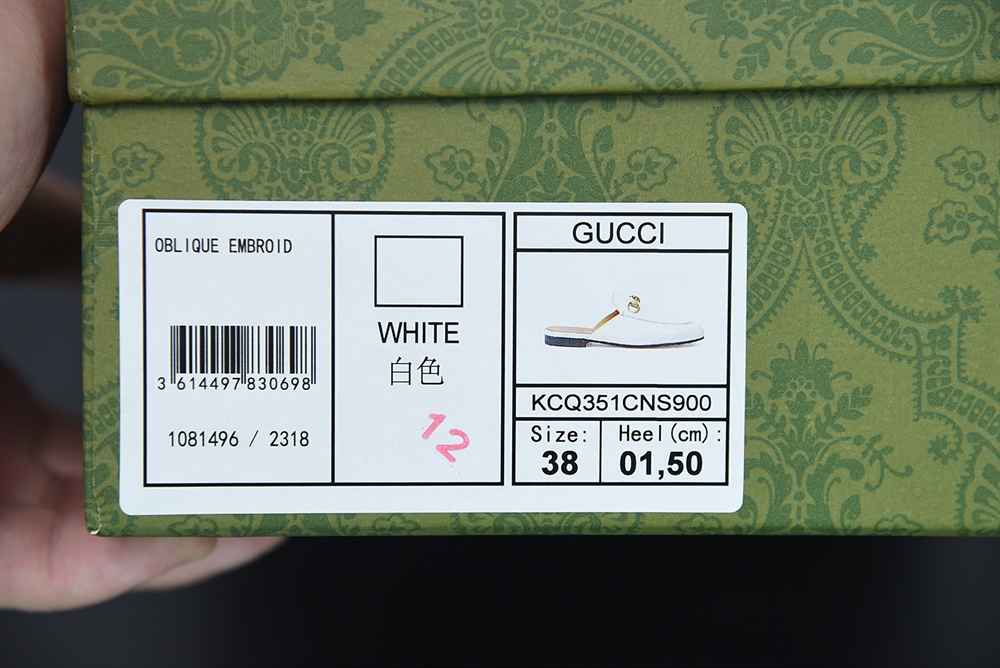 OBLIQUE EMBROID
3 614497 830698
1081496 / 2318
WHITE
白色
12
GUCCI
KCQ351CNS900
Size:
38
Heel(cm):
01,50